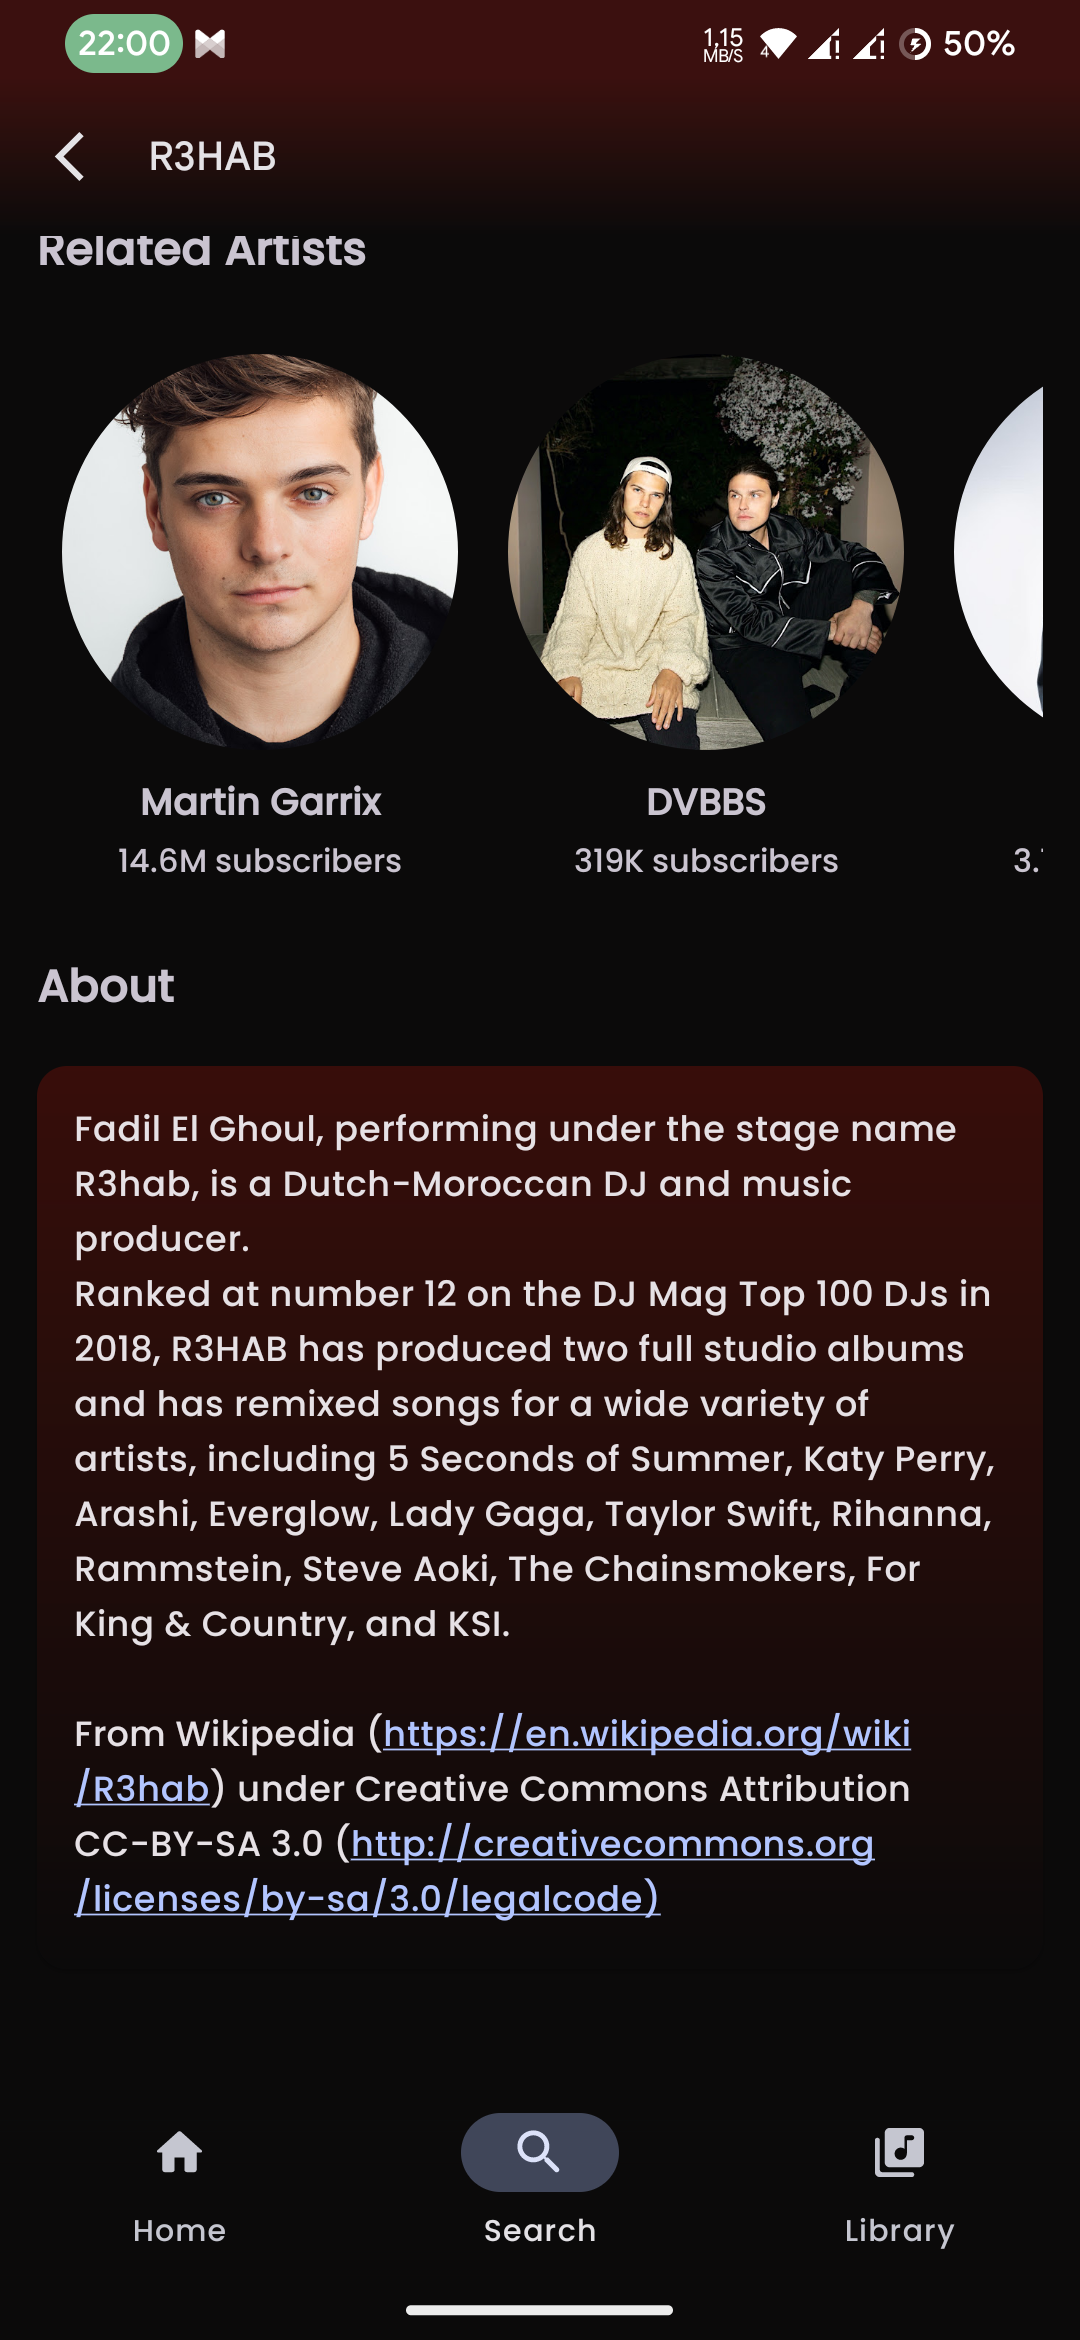 22:00
1,15
MB/S
4
50%
R3HAB
Related Artists
Martin Garrix
DVBBS
14.6M subscribers
319K subscribers
3.
About
Fadil El Ghoul, performing under the stage name
R3hab, is a Dutch-Moroccan DJ and music
producer.
Ranked at number 12 on the DJ Mag Top 100 DJs in
2018, R3HAB has produced two full studio albums
and has remixed songs for a wide variety of
artists, including 5 Seconds of Summer, Katy Perry,
Arashi, Everglow, Lady Gaga, Taylor Swift, Rihanna,
Rammstein, Steve Aoki, The Chainsmokers, For
King & Country, and KSI.
From Wikipedia (https://en.wikipedia.org/wiki
/R3hab) under Creative Commons Attribution
CC-BY-SA 3.0 (http://creativecommons.org
/licenses/by-sa/3.0/legalcode)
Home
Search
Library